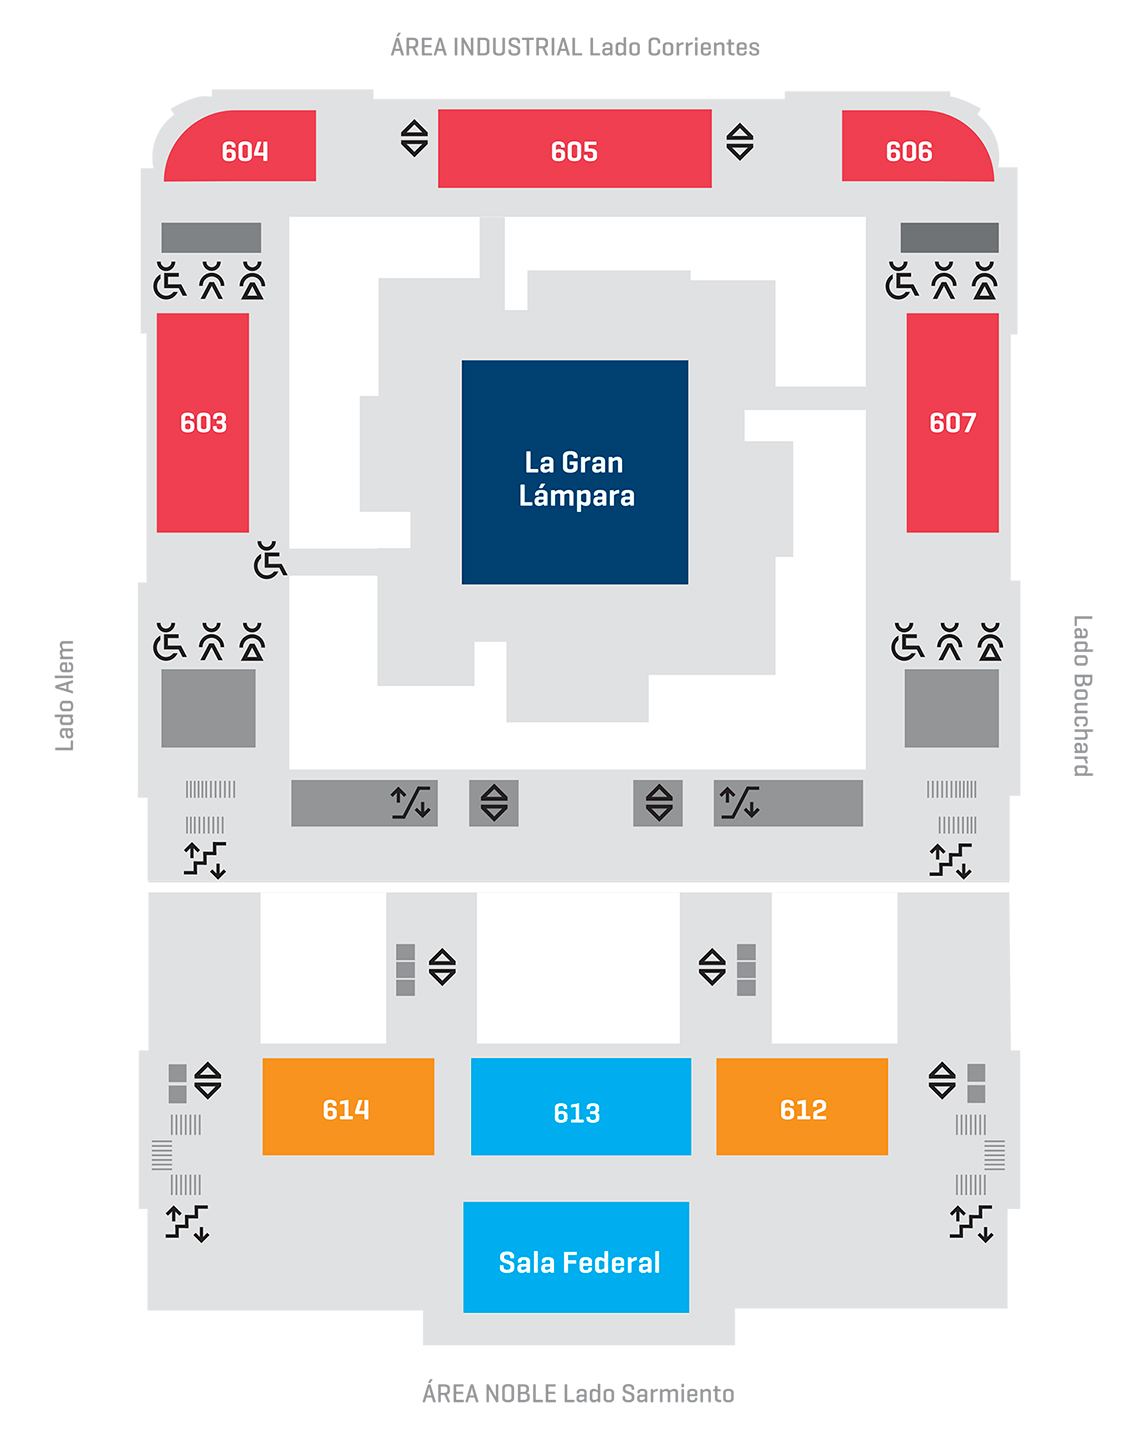 ÁREA INDUSTRIAL Lado Corrientes
604
605
606
603
607
La Gran
Lámpara
Lado Alem
Lado Bouchard
614
613
612
Sala Federal
ÁREA NOBLE Lado Sarmiento